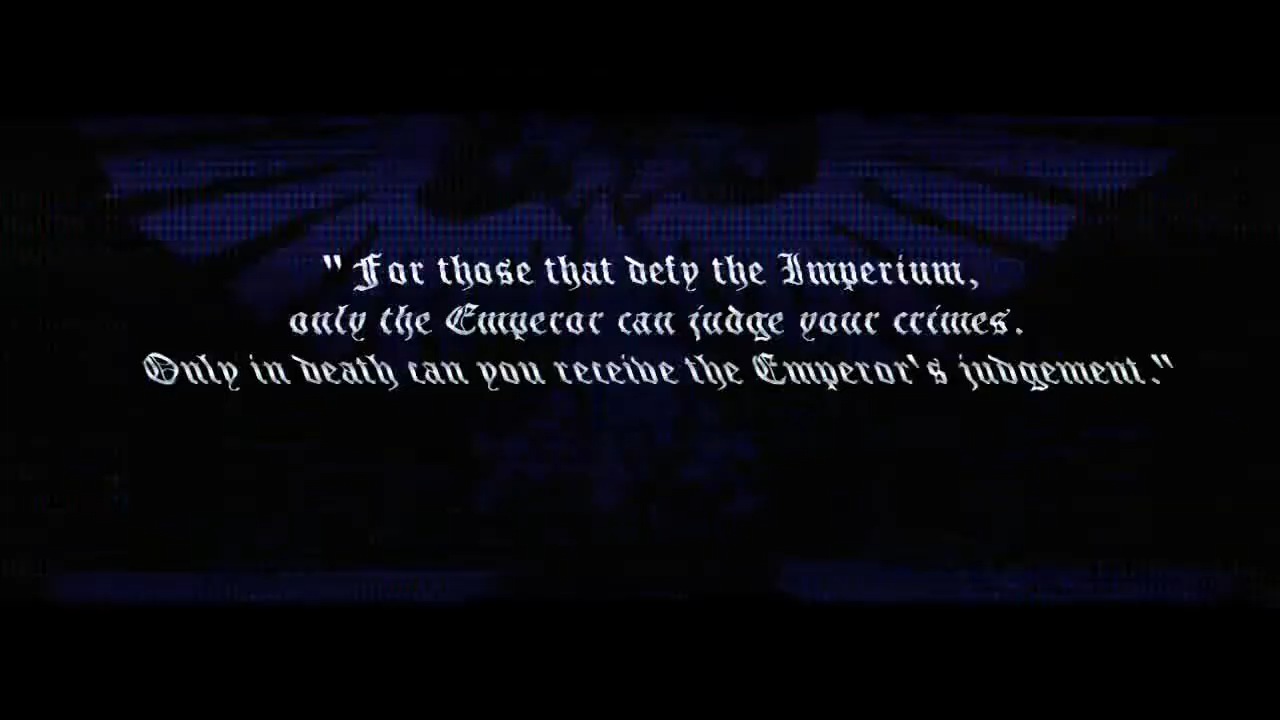 "For those that defy the Imperium,
only the Emperor can judge your crimes.
Only in death can you receive the Emperor's judgement."